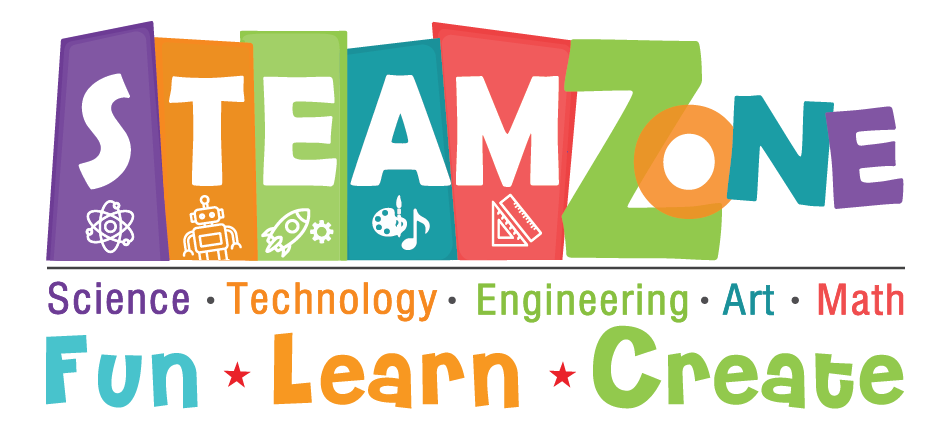 STEAMZONE
Science • Technology • Engineering • Art • Math
Fun ★ Learn ★ Create